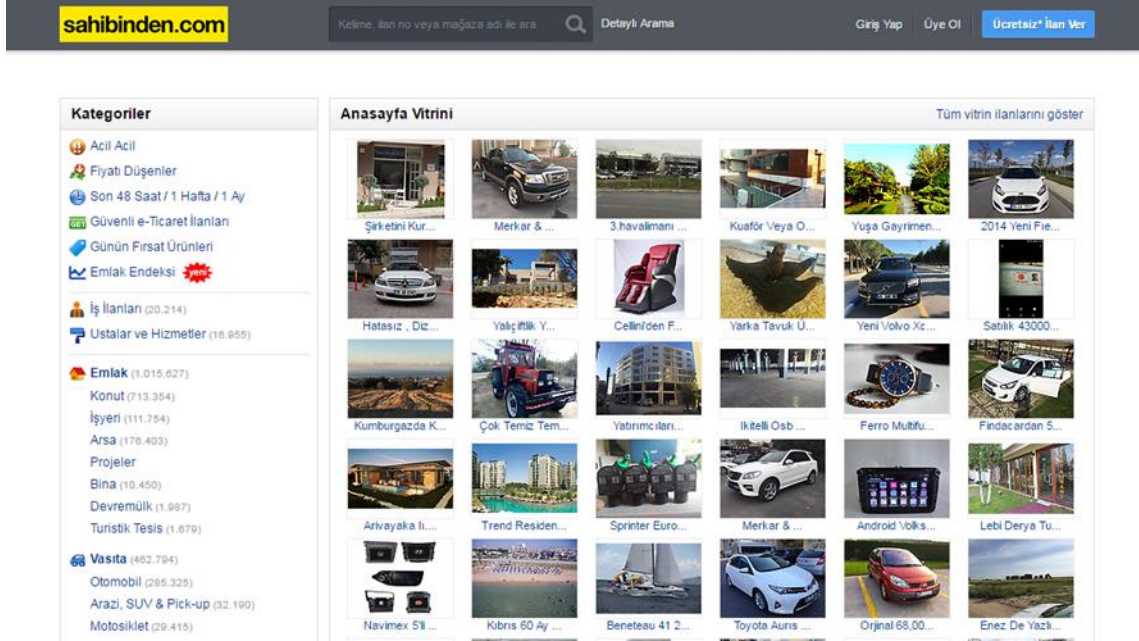 sahibinden.com
Kelime, ilan no veya mağaza adı ile ara
Detaylı Arama
Giriş Yap
Üye Ol
Ücretsiz* İlan Ver
Kategoriler
Acil Acil
Fiyatı Düşenler
Son 48 Saat / 1 Hafta / 1 Ay
GET Güvenli e-Ticaret İlanları
Günün Fırsat Ürünleri
Emlak Endeksi yeni
İş İlanları (20.214)
Ustalar ve Hizmetler (16.955)
Emlak (1.015.627)
Konut (713.354)
İşyeri (111.754)
Arsa (176.403)
Projeler
Bina (10.450)
Devremülk (1.987)
Turistik Tesis (1.679)
Vasıta (462.794)
Otomobil (285.325)
Arazi, SUV & Pick-up (32.190)
Motosiklet (29.415)
Anasayfa Vitrini
Tüm vitrin ilanlarını göster
Şirketini Kur...
Merkar & ...
3.havalimanı ...
Kuaför Veya O...
Yuşa Gayrimen...
2014 Yeni Fie...
Hatasız , Diz...
Yalıçiftlik Y...
Cellini'den F...
Yarka Tavuk Ü...
Yeni Volvo Xc...
Satılık 43000...
Kumburgazda K...
Çok Temiz Tem...
Yatırımcıları...
Ikitelli Osb ...
Ferro Multifu...
Findacardan 5...
Arivayaka Iı....
Trend Residen...
Sprinter Euro...
Merkar & ...
Android Volks...
Lebi Derya Tu...
Navimex 5'li ...
Kıbrıs 60 Ay ...
Beneteau 41 2...
Toyota Auris ...
Orjinal 68,00...
Enez De Yazlı...